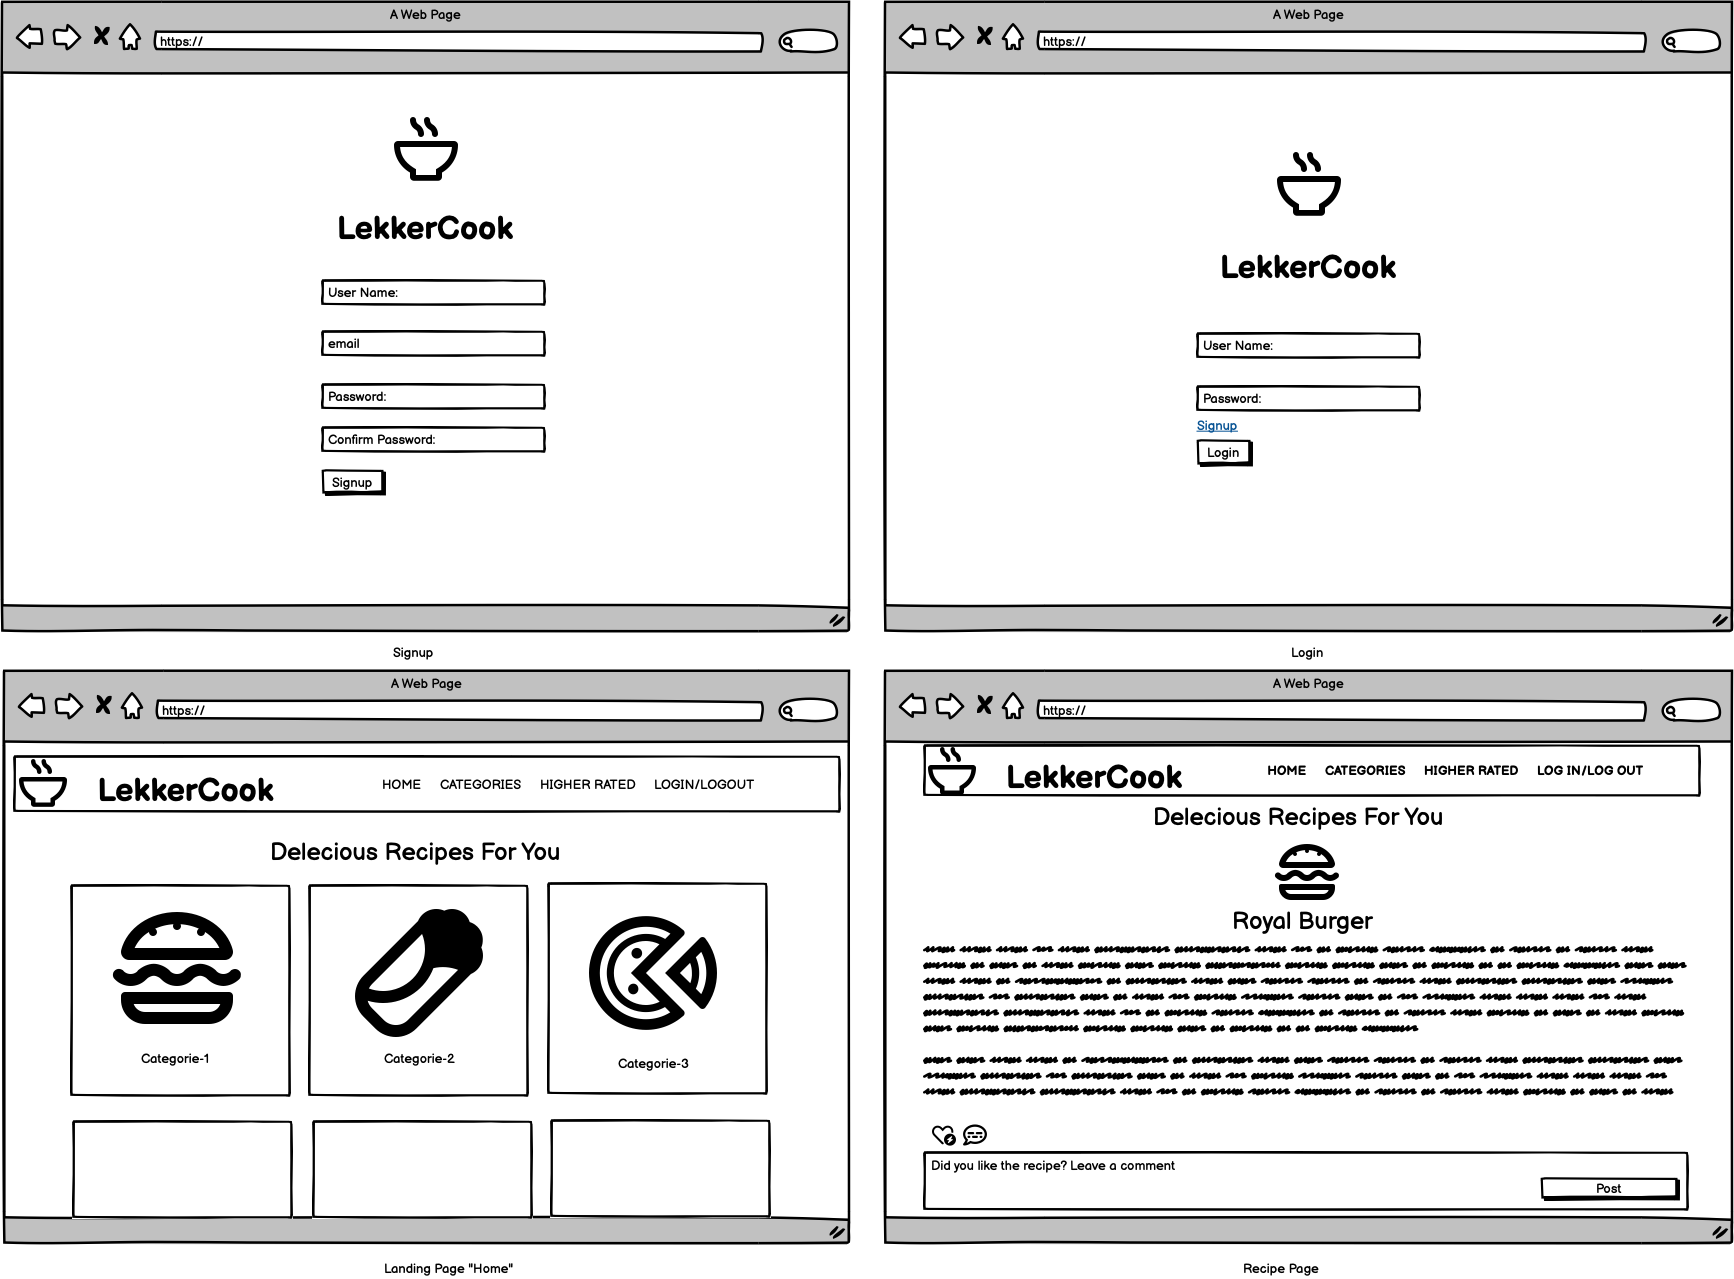 A Web Page
https://
LekkerCook
User Name:
email
Password:
Confirm Password:
Signup
Signup
A Web Page
https://
LekkerCook
User Name:
Password:
Signup
Login
Login
A Web Page
https://
LekkerCook HOME CATEGORIES HIGHER RATED LOGIN/LOGOUT
Delecious Recipes For You
Categorie-1 Categorie-2 Categorie-3
Landing Page "Home"
A Web Page
https://
LekkerCook HOME CATEGORIES HIGHER RATED LOG IN/LOG OUT
Delecious Recipes For You
Royal Burger
Did you like the recipe? Leave a comment
Post
Recipe Page